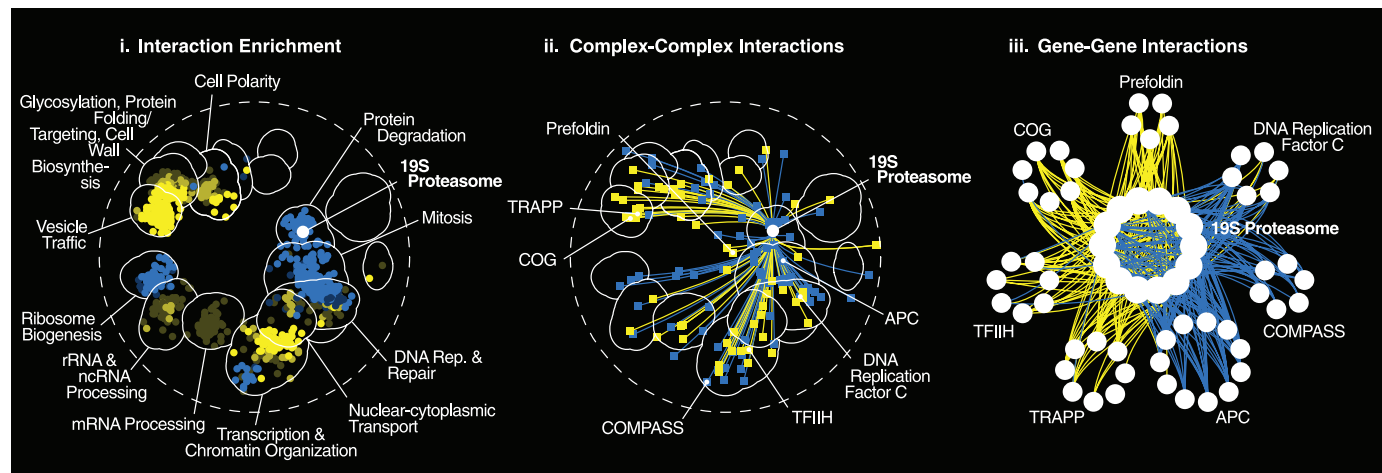 i. Interaction Enrichment
Cell Polarity
Glycosylation, Protein
Folding/
Targeting, Cell
Wall
Biosynthe-
sis
Protein
Degradation
19S
Proteasome
Mitosis
Vesicle
Traffic
Ribosome
Biogenesis
rRNA &
ncRNA
Processing
mRNA Processing
Transcription &
Chromatin Organization
Nuclear-cytoplasmic
Transport
DNA Rep. &
Repair
ii. Complex-Complex Interactions
Prefoldin
19S
Proteasome
TRAPP
COG
APC
DNA
Replication
Factor C
TFIIH
COMPASS
iii. Gene-Gene Interactions
Prefoldin
COG
DNA Replication
Factor C
19S Proteasome
TFIIH
COMPASS
TRAPP
APC